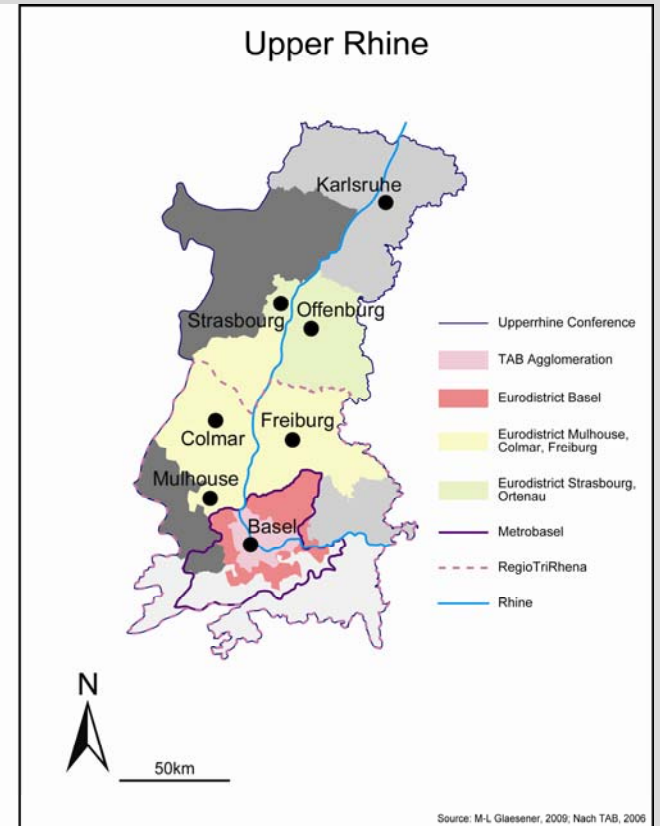 Upper Rhine
Karlsruhe
Strasbourg
Offenburg
Colmar
Freiburg
Mulhouse
Basel
Upperrhine Conference
TAB Agglomeration
Eurodistrict Basel
Eurodistrict Mulhouse,
Colmar, Freiburg
Eurodistrict Strasbourg,
Ortenau
Metrobasel
RegioTriRhena
Rhine
N
50km
Source: M-L Glaesener, 2009; Nach TAB, 2006